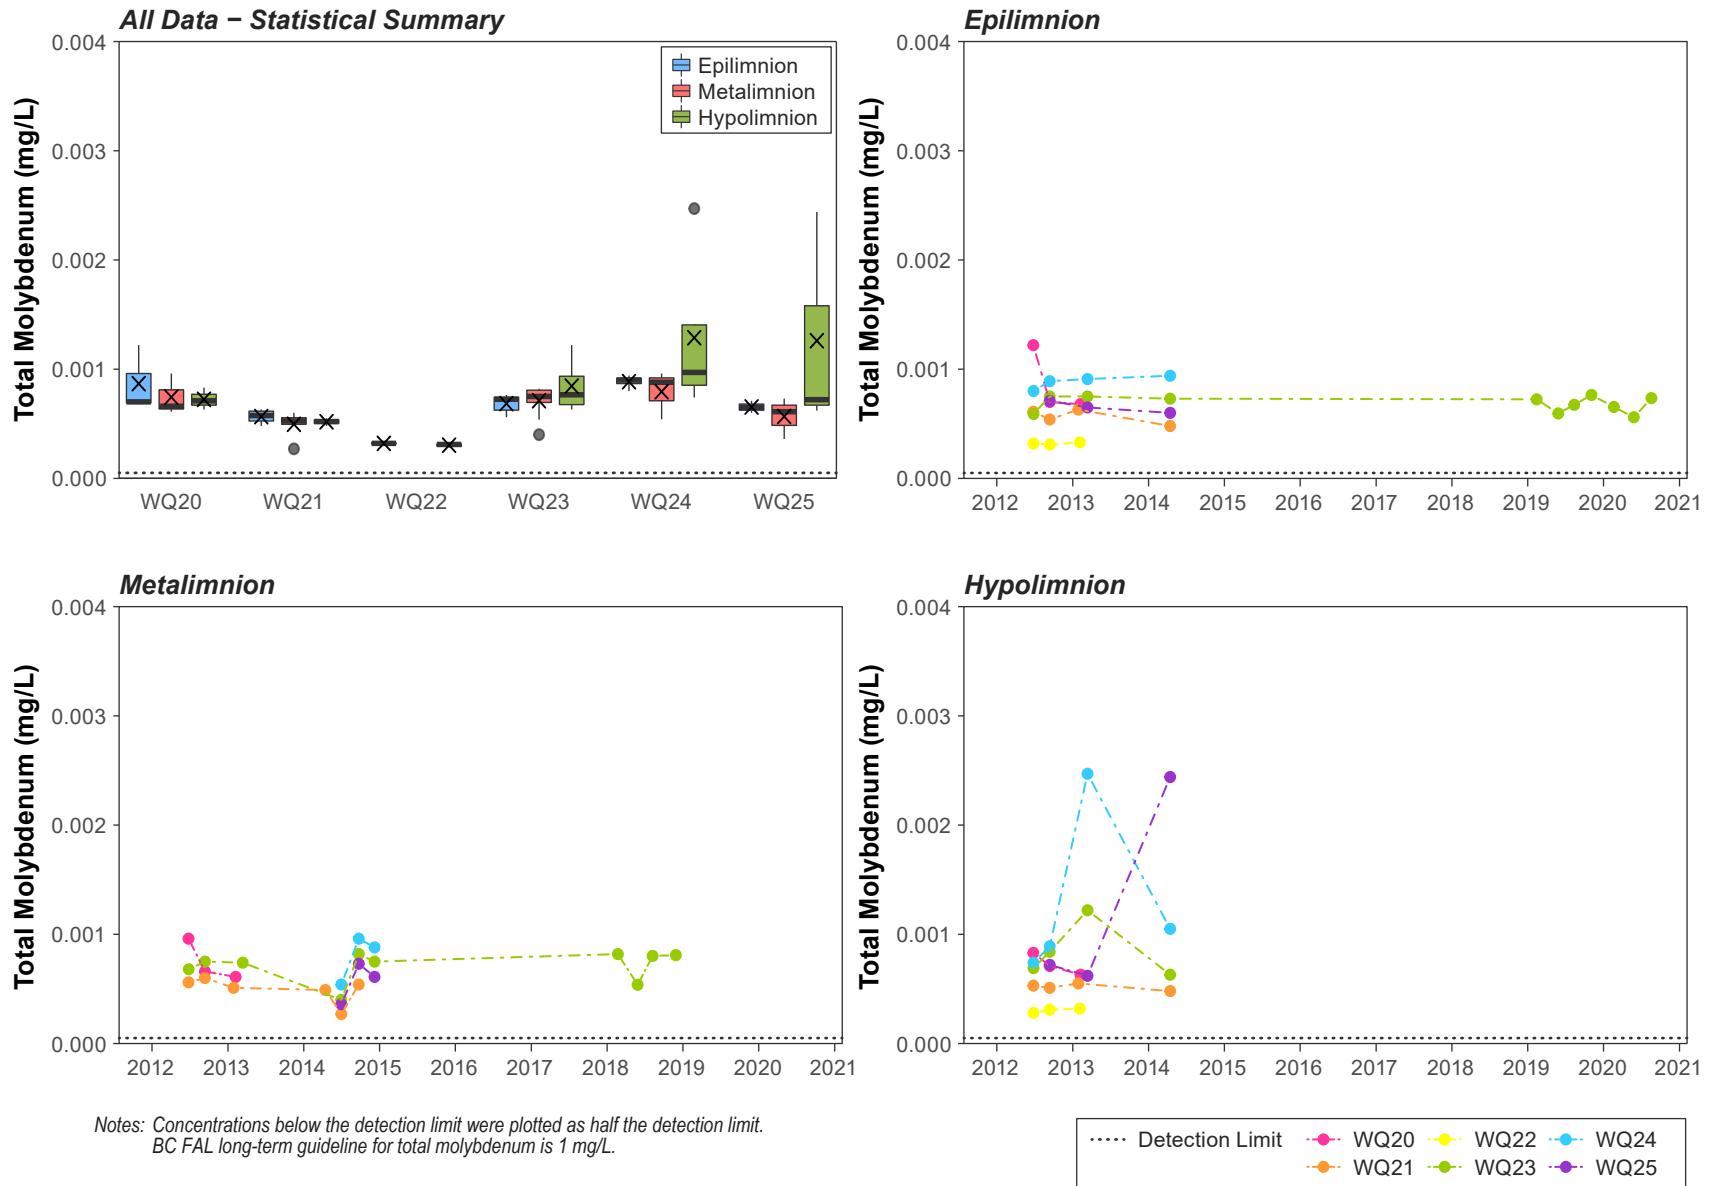 All Data − Statistical Summary
Total Molybdenum (mg/L)
0.004
0.003
0.002
0.001
0.000
WQ20 WQ21 WQ22 WQ23 WQ24 WQ25
Epilimnion
Metalimnion
Hypolimnion
Epilimnion
Total Molybdenum (mg/L)
0.004
0.003
0.002
0.001
0.000
2012 2013 2014 2015 2016 2017 2018 2019 2020 2021
Metalimnion
Total Molybdenum (mg/L)
0.004
0.003
0.002
0.001
0.000
2012 2013 2014 2015 2016 2017 2018 2019 2020 2021
Hypolimnion
Total Molybdenum (mg/L)
0.004
0.003
0.002
0.001
0.000
2012 2013 2014 2015 2016 2017 2018 2019 2020 2021
Notes: Concentrations below the detection limit were plotted as half the detection limit.
BC FAL long-term guideline for total molybdenum is 1 mg/L.
Detection Limit WQ20 WQ22 WQ24
WQ21 WQ23 WQ25